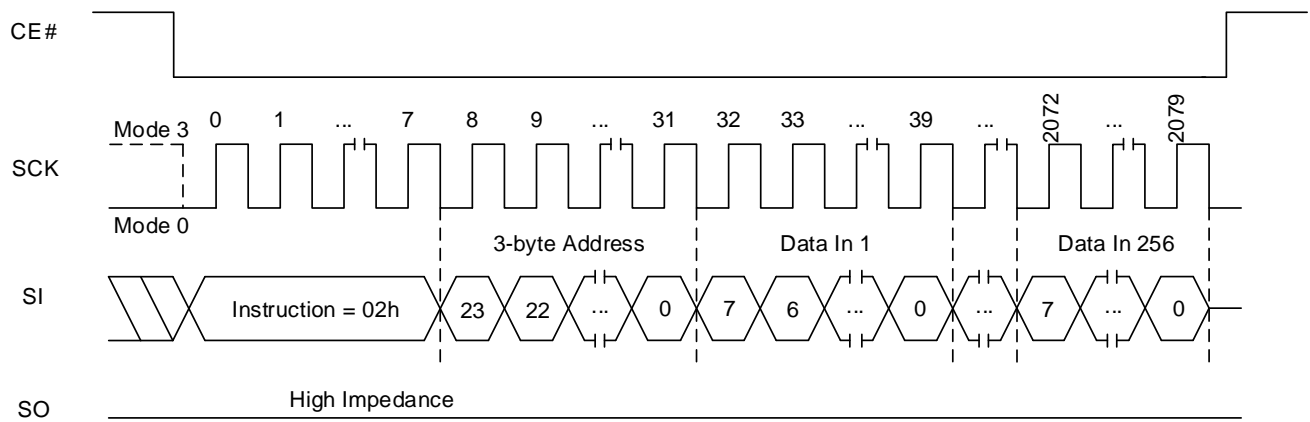 CE#
Mode 3 0 1 ... 7 8 9 ... 31 32 33 ... 39 ... 2072 ... 2079
SCK
Mode 0
3-byte Address Data In 1 Data In 256
SI Instruction = 02h 23 22 ... 0 7 6 ... 0 ... 7 ... 0
High Impedance
SO